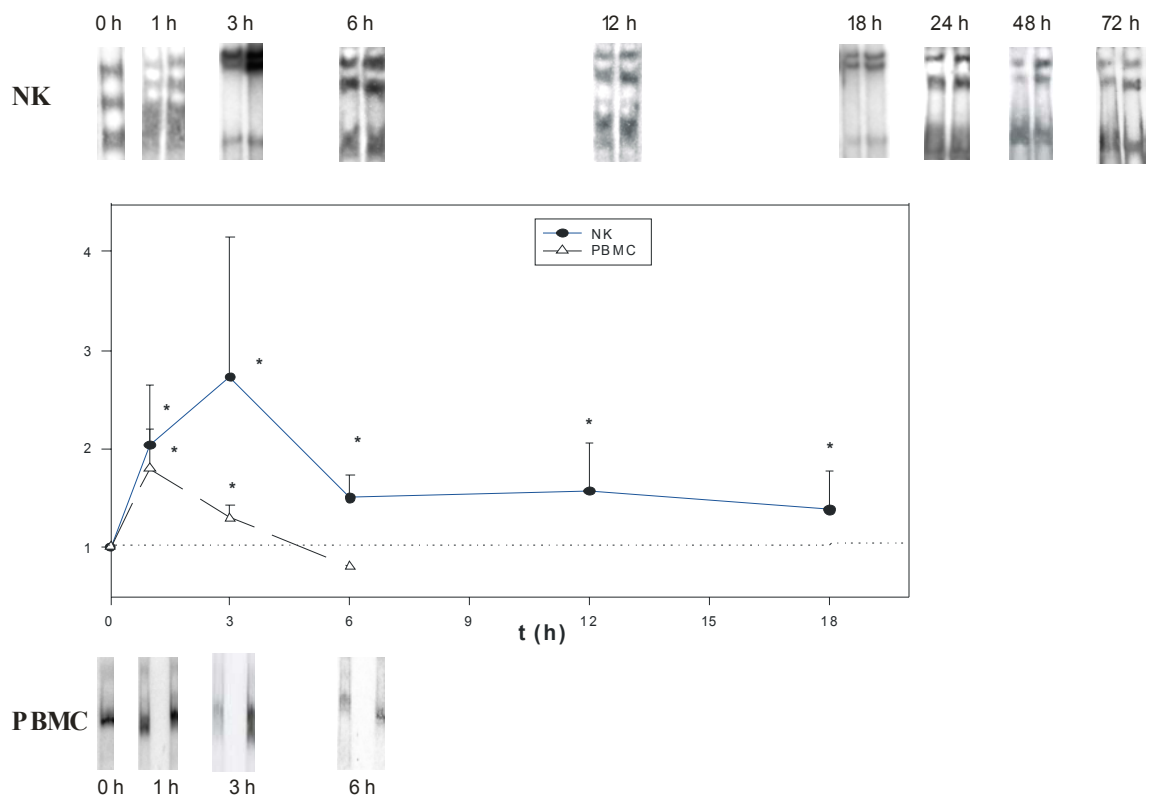 0 h 1 h 3 h 6 h 12 h 18 h 24 h 48 h 72 h
NK
NK
PBMC
4
3
2
1
* * * * * * *
0 3 6 9 12 15 18
t (h)
PBMC
0 h 1 h 3 h 6 h